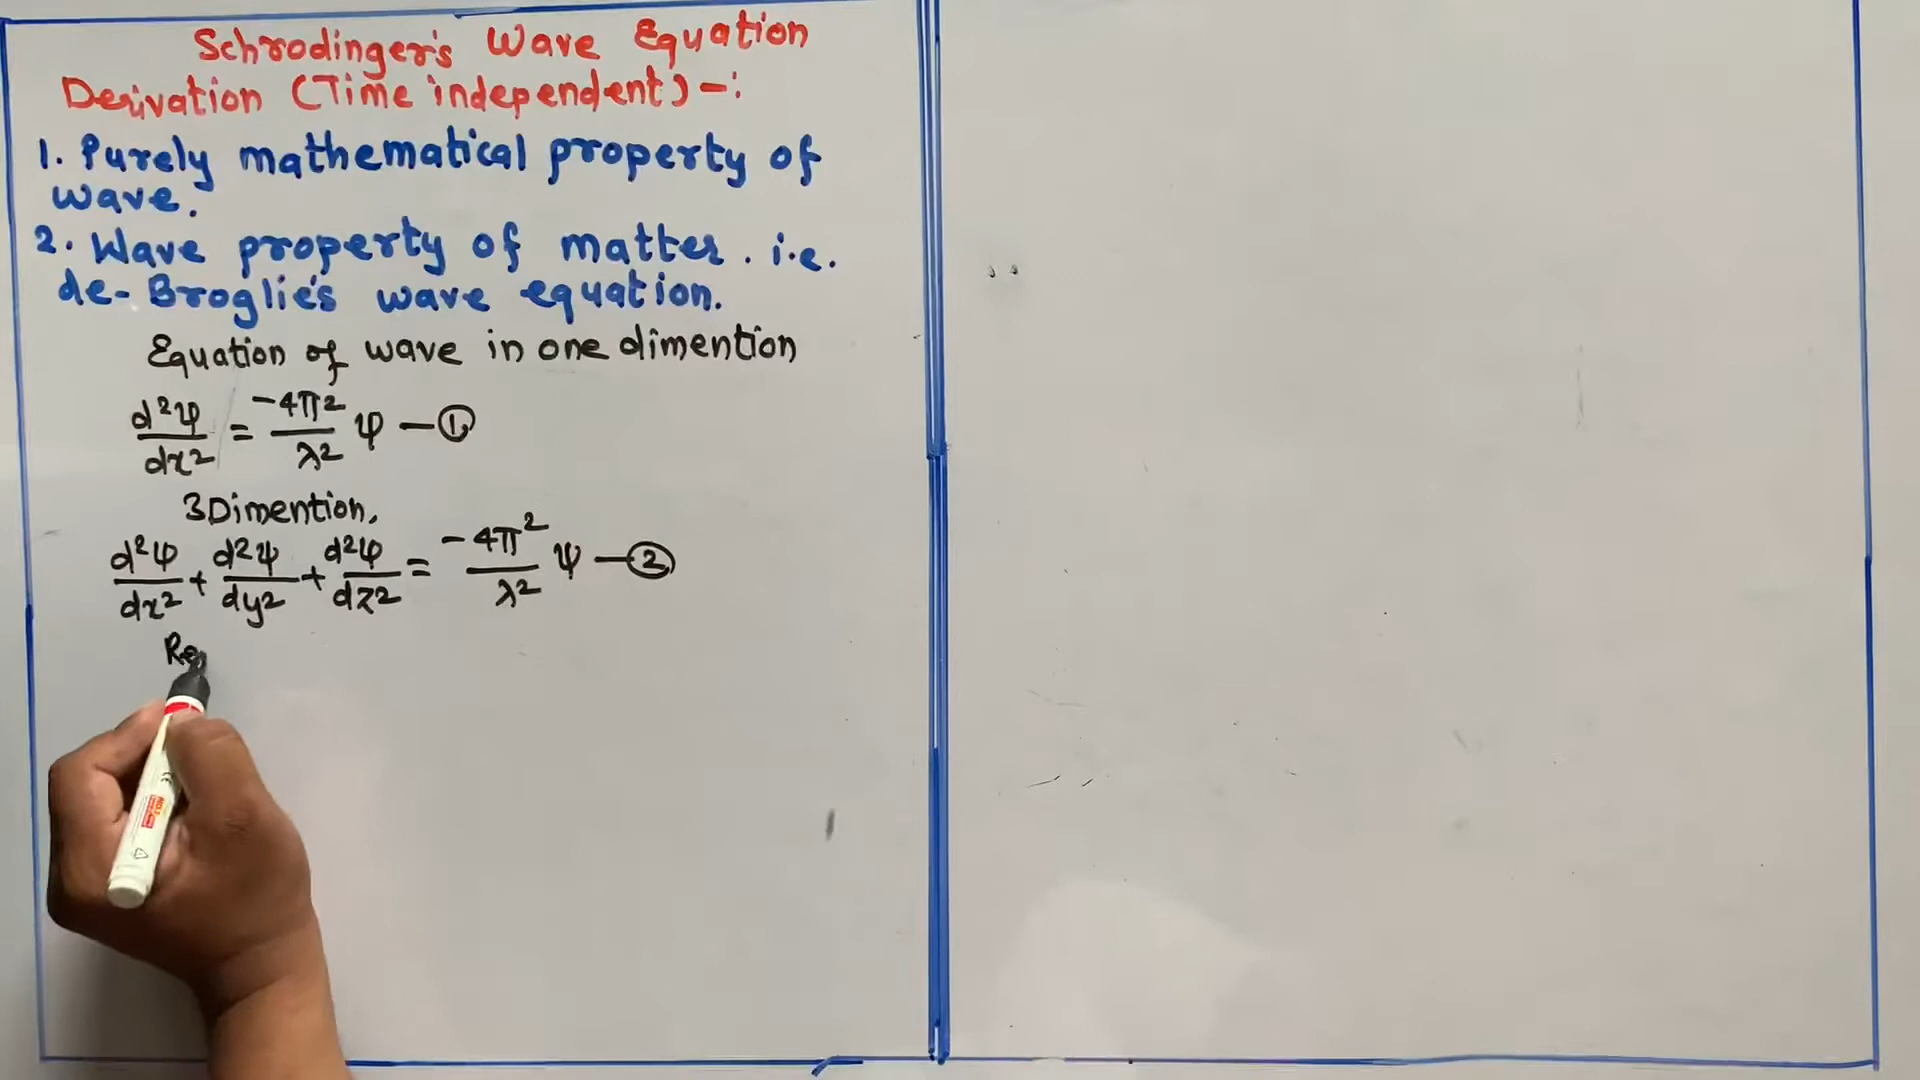 Schrodinger's Wave Equation
Derivation (Time independent) -:
1. Purely mathematical property of
wave.
2. Wave property of matter. i.e.
de-Broglie's wave equation.
Equation of wave in one dimention
d²ψ/dx² = -4π²/λ² ψ — ①
3Dimention,
d²ψ/dx² + d²ψ/dy² + d²ψ/dz² = -4π²/λ² ψ — ②
Re